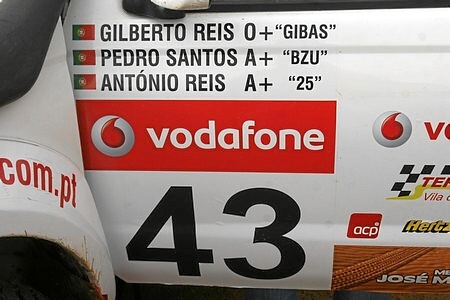 GILBERTO REIS O+ "GIBAS"
PEDRO SANTOS A+ "BZU"
ANTÓNIO REIS A+ "25"
vodafone
43
.com.pt
acp
Hertz
JOSÉ